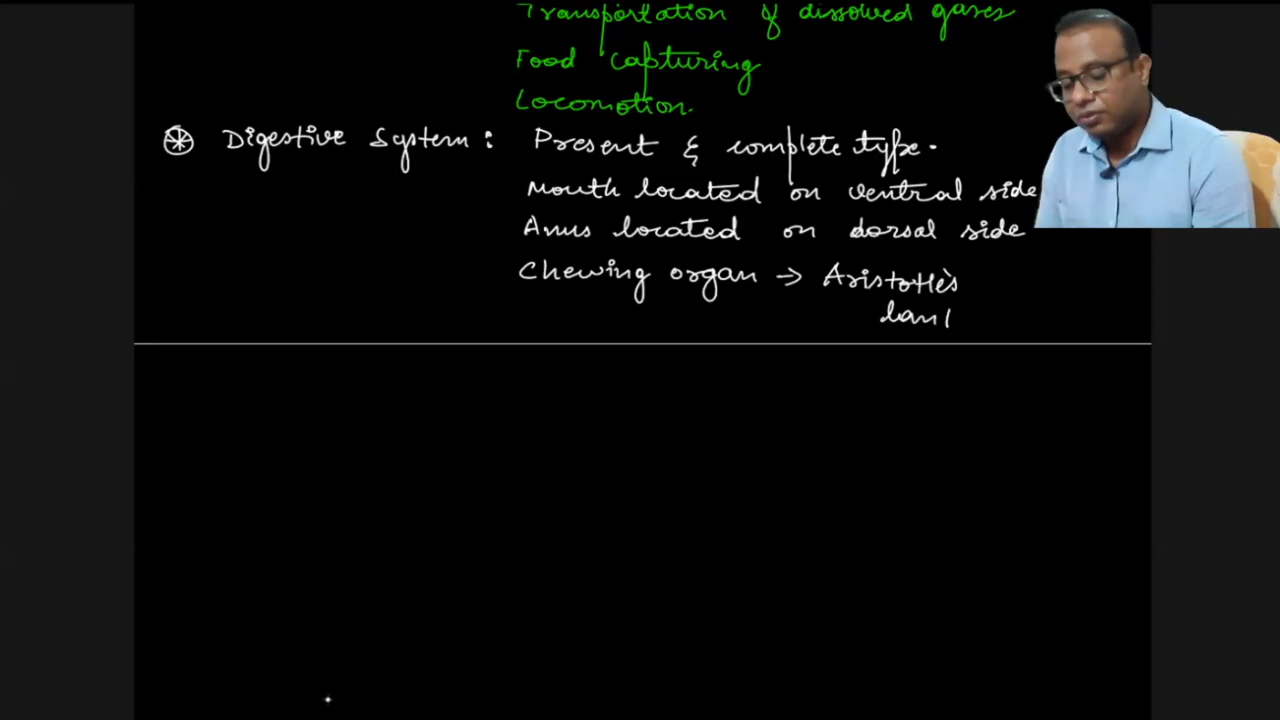 Transportation of dissolved gases
Food capturing
Locomotion.
Digestive System : Present & complete type.
Mouth located on ventral side
Anus located on dorsal side
Chewing organ → Aristotle's
lan